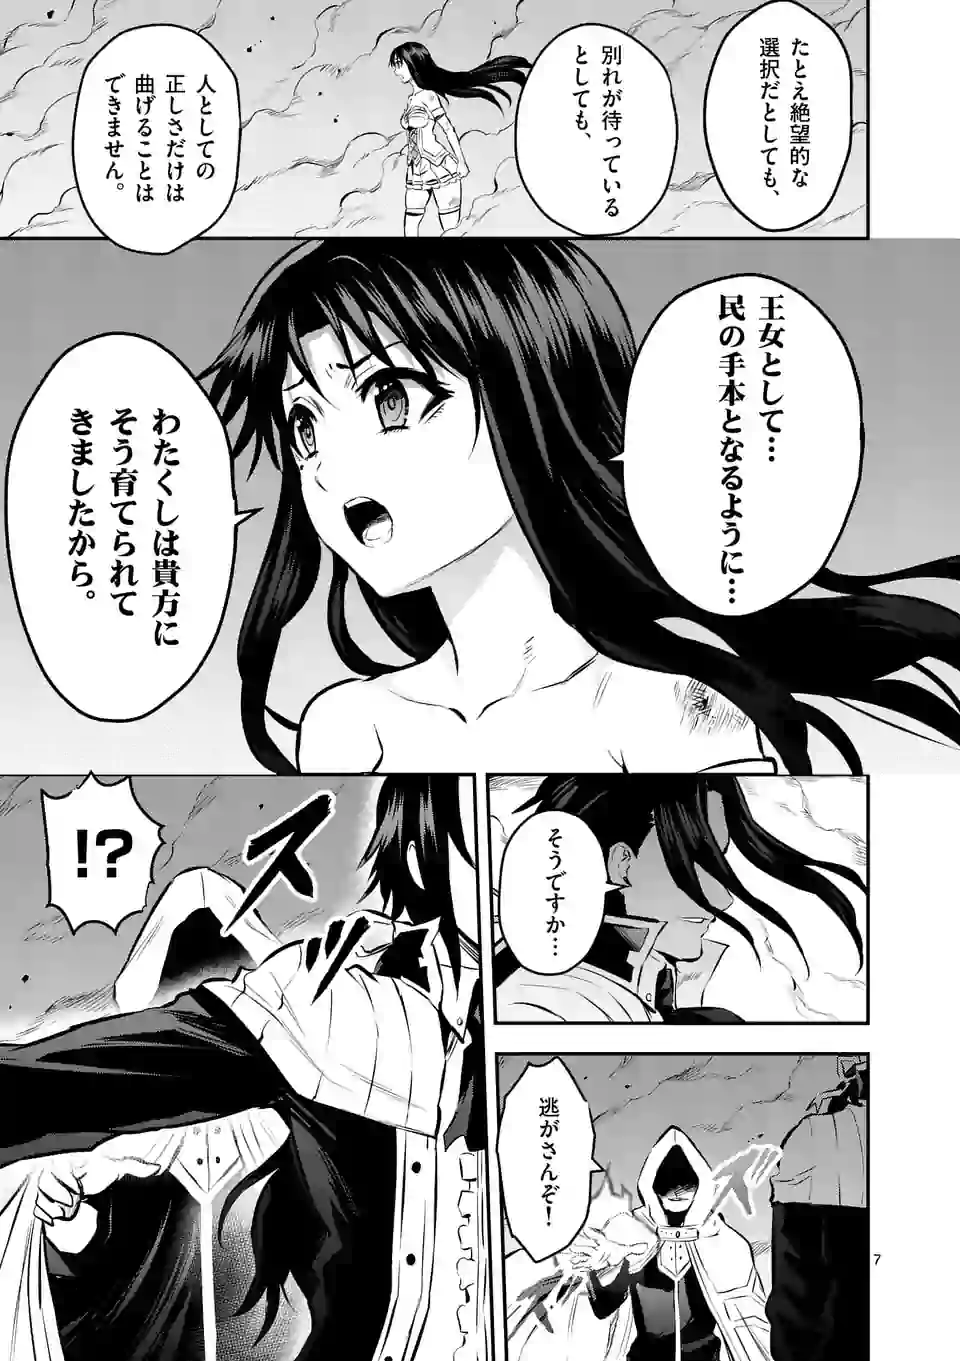 たとえ絶望的な
選択だとしても、
別れが待っている
としても、
人としての
正しさだけは
曲げることは
できません。
王女として…
民の手本となるように…
わたくしは貴方に
そう育てられて
きましたから。
そうですか…
ズッ
!?
逃がさんぞ!
ズ
7